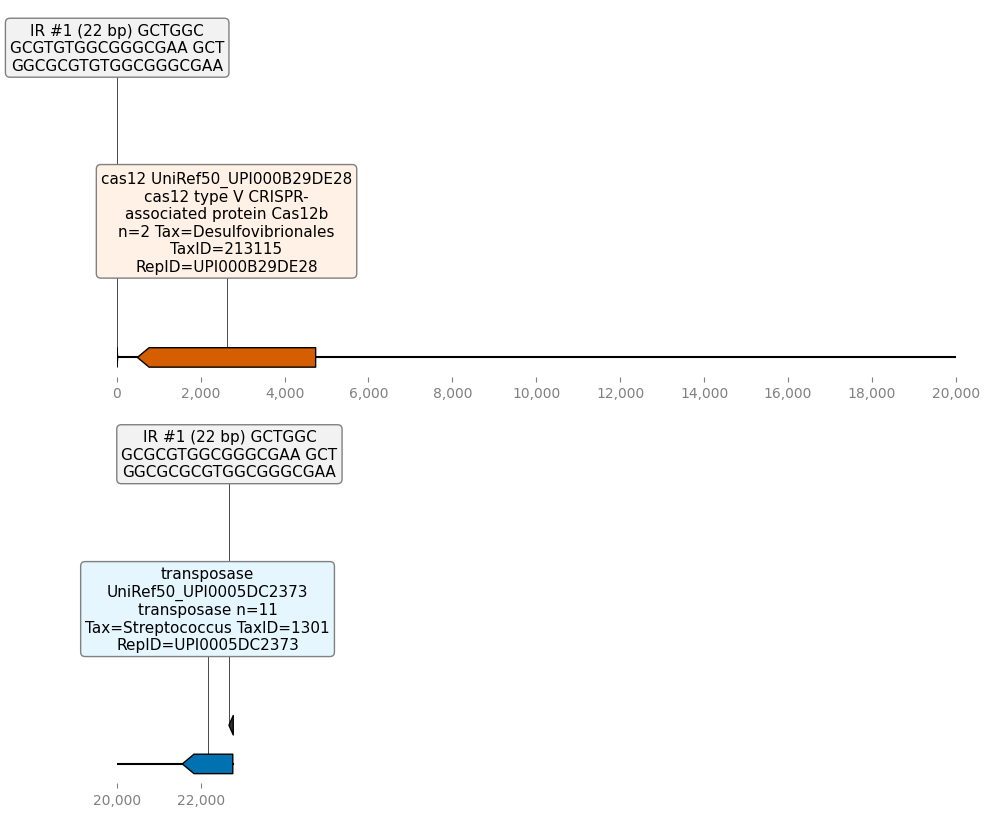 IR #1 (22 bp) GCTGGC
GCGTGTGGCGGGCGAA GCT
GGCGCGTGTGGCGGGCGAA
cas12 UniRef50_UPI000B29DE28
cas12 type V CRISPR-
associated protein Cas12b
n=2 Tax=Desulfovibrionales
TaxID=213115
RepID=UPI000B29DE28
0 2,000 4,000 6,000 8,000 10,000 12,000 14,000 16,000 18,000 20,000
IR #1 (22 bp) GCTGGC
GCGCGTGGCGGGCGAA GCT
GGCGCGCGTGGCGGGCGAA
transposase
UniRef50_UPI0005DC2373
transposase n=11
Tax=Streptococcus TaxID=1301
RepID=UPI0005DC2373
20,000 22,000